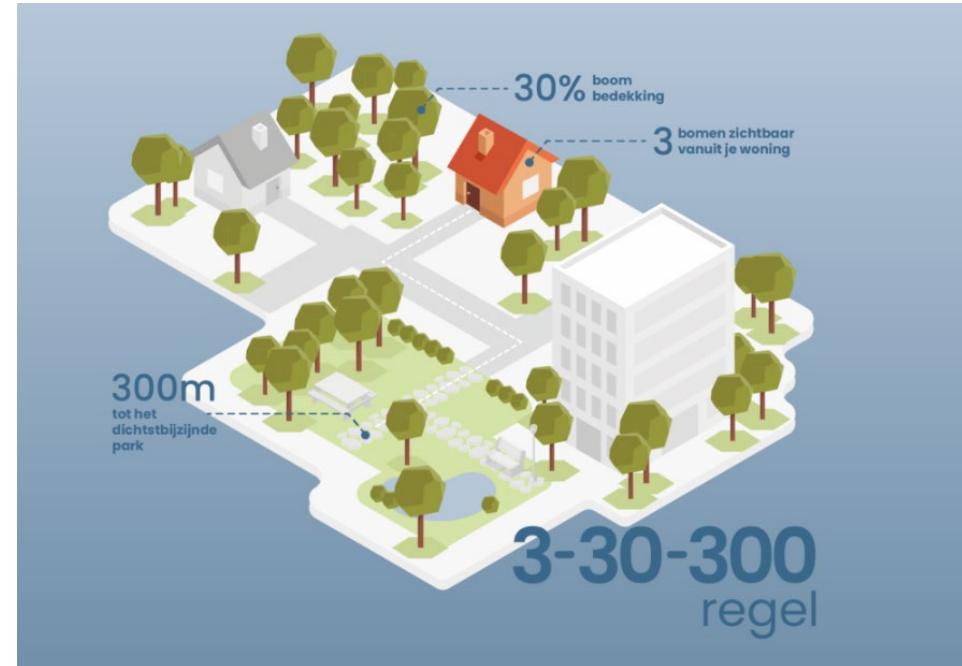 30% boom
bedekking
3 bomen zichtbaar
vanuit je woning
300m
tot het
dichtstbijzijnde
park
3-30-300
regel